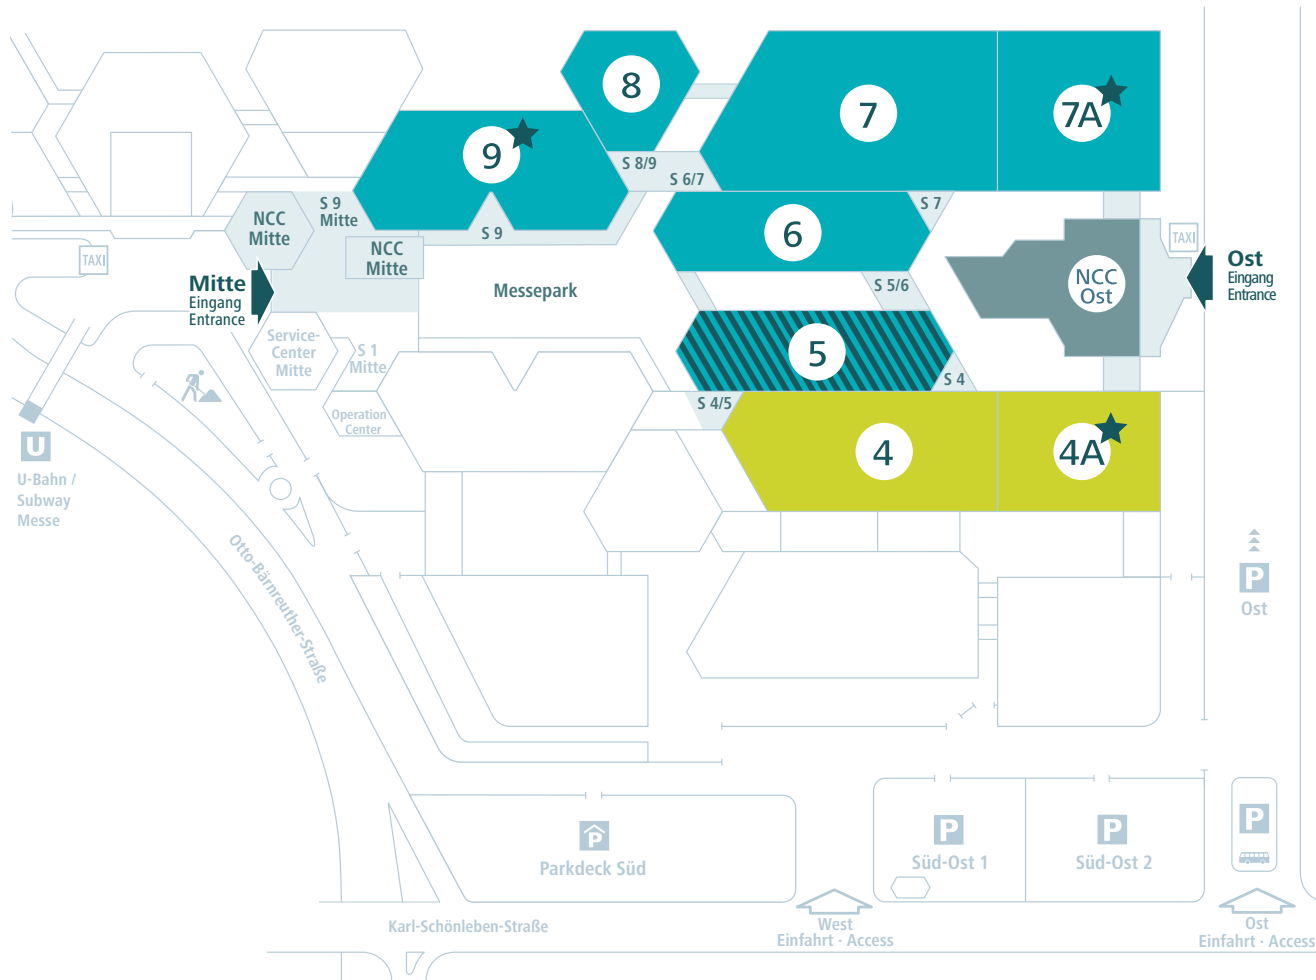 8
7
7A
9
S 8/9
S 6/7
S 9
Mitte
NCC
Mitte
S 7
6
S 9
NCC
Mitte
TAXI
TAXI
Mitte
Eingang
Entrance
Messepark
S 5/6
NCC
Ost
Ost
Eingang
Entrance
Service-
Center
Mitte
S 1
Mitte
5
S 4
S 4/5
Operation
Center
4
4A
U
U-Bahn /
Subway
Messe
Otto-Bärnreuther-Straße
P
Ost
P
Parkdeck Süd
P
Süd-Ost 1
P
Süd-Ost 2
P
Karl-Schönleben-Straße
West
Einfahrt · Access
Ost
Einfahrt · Access